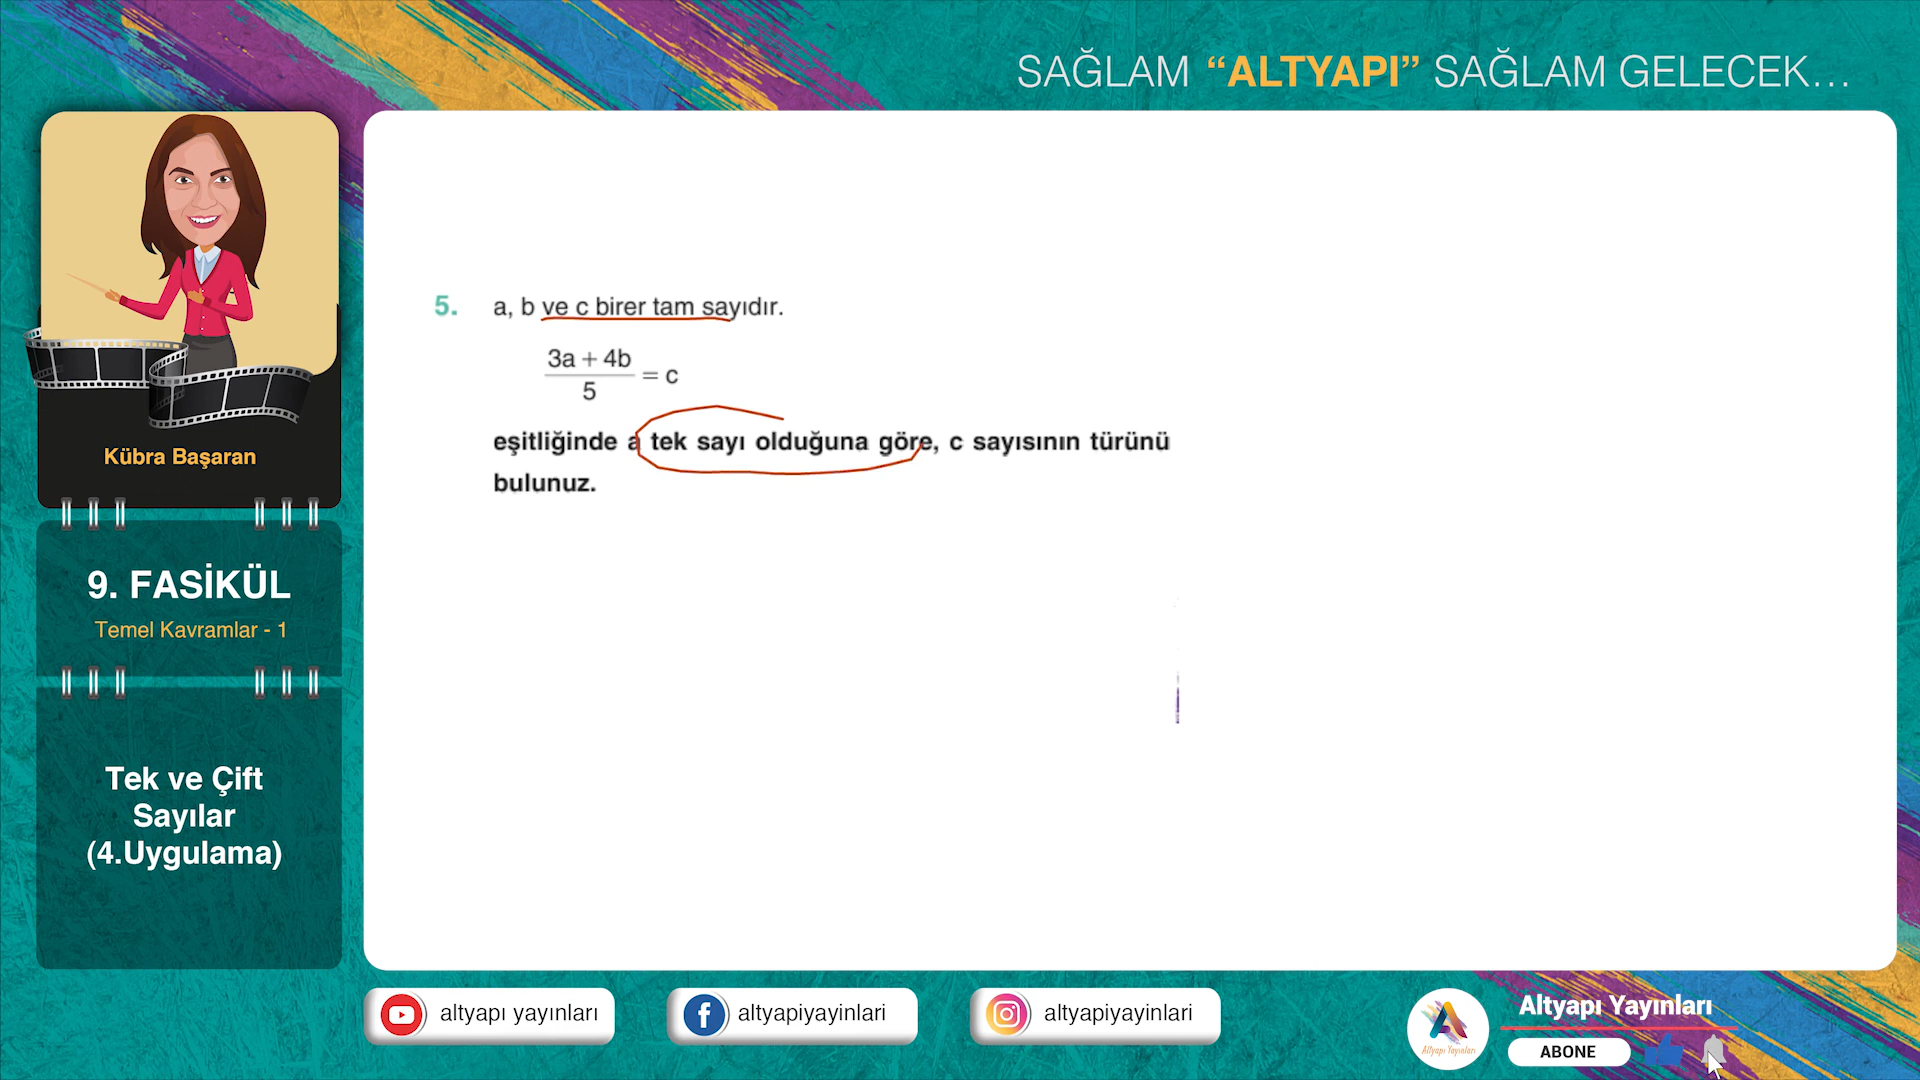 SAĞLAM “ALTYAPI” SAĞLAM GELECEK...
Kübra Başaran
9. FASİKÜL
Temel Kavramlar - 1
Tek ve Çift
Sayılar
(4.Uygulama)
5. a, b ve c birer tam sayıdır.
3a + 4b
5
= c
eşitliğinde a tek sayı olduğuna göre, c sayısının türünü
bulunuz.
altyapı yayınları
altyapiyayinlari
altyapiyayinlari
Altyapı Yayınları
Altyapı Yayınları
ABONE